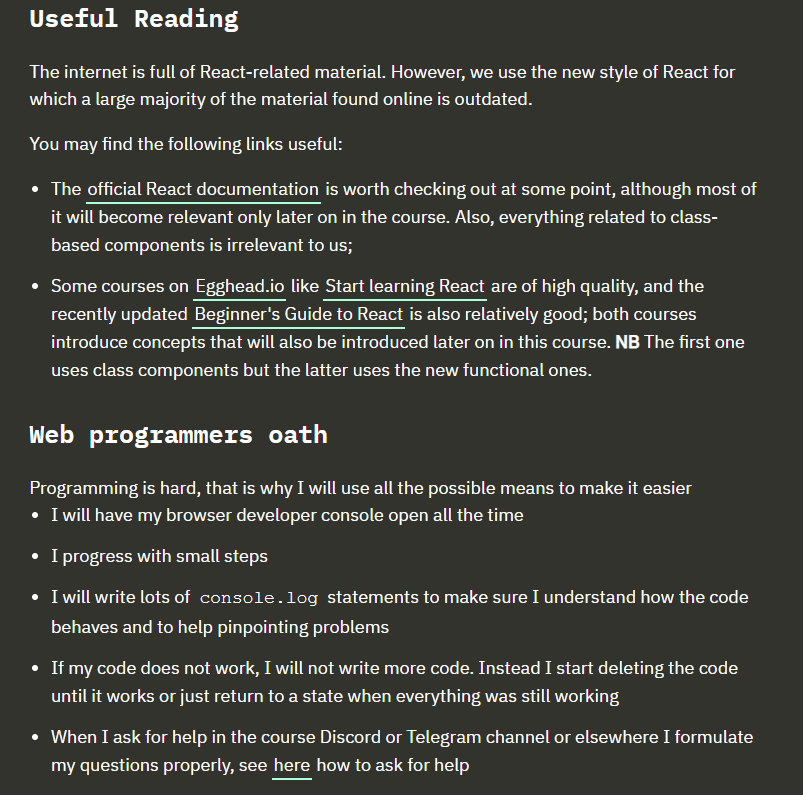 Useful Reading
The internet is full of React-related material. However, we use the new style of React for
which a large majority of the material found online is outdated.
You may find the following links useful:
• The official React documentation is worth checking out at some point, although most of
it will become relevant only later on in the course. Also, everything related to class-
based components is irrelevant to us;
• Some courses on Egghead.io like Start learning React are of high quality, and the
recently updated Beginner's Guide to React is also relatively good; both courses
introduce concepts that will also be introduced later on in this course. NB The first one
uses class components but the latter uses the new functional ones.
Web programmers oath
Programming is hard, that is why I will use all the possible means to make it easier
• I will have my browser developer console open all the time
• I progress with small steps
• I will write lots of console.log statements to make sure I understand how the code
behaves and to help pinpointing problems
• If my code does not work, I will not write more code. Instead I start deleting the code
until it works or just return to a state when everything was still working
• When I ask for help in the course Discord or Telegram channel or elsewhere I formulate
my questions properly, see here how to ask for help